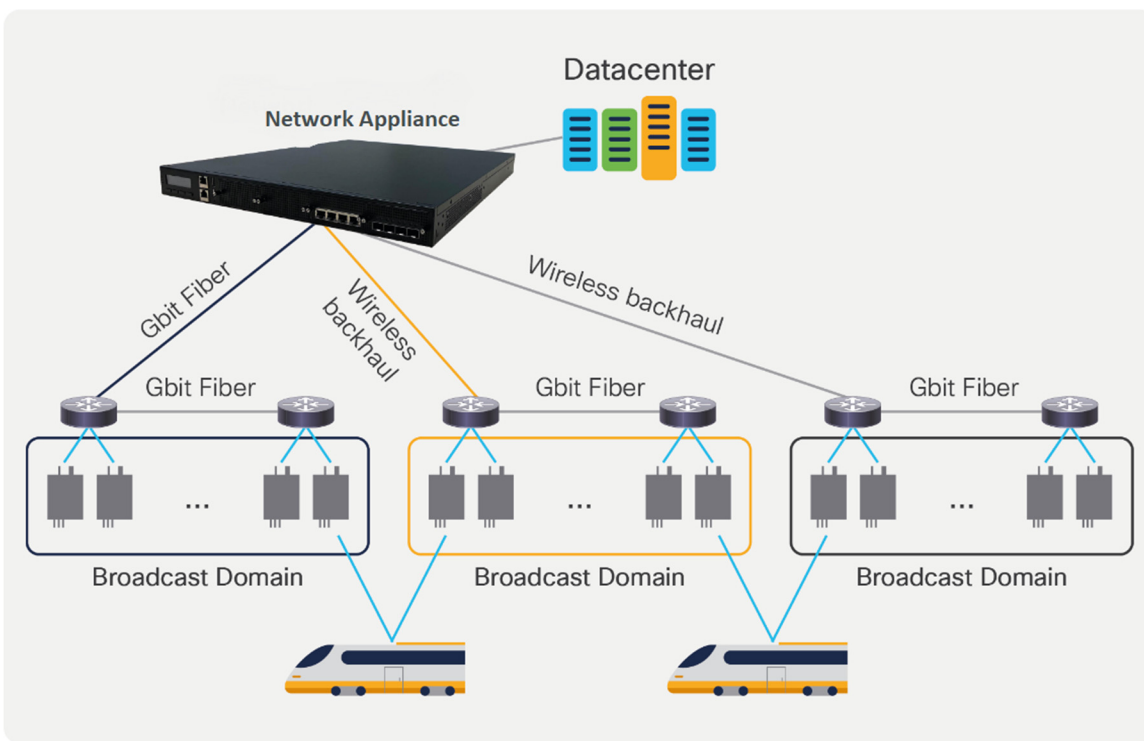 Datacenter
Network Appliance
Gbit Fiber
Wireless
backhaul
Wireless backhaul
Gbit Fiber
Gbit Fiber
Gbit Fiber
...
...
...
Broadcast Domain
Broadcast Domain
Broadcast Domain